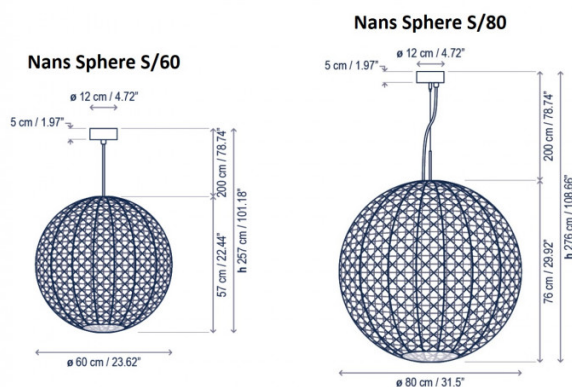 Nans Sphere S/60
ø 12 cm / 4.72"
5 cm / 1.97"
200 cm / 78.74"
57 cm / 22.44"
h 257 cm / 101.18"
ø 60 cm / 23.62"
Nans Sphere S/80
ø 12 cm / 4.72"
5 cm / 1.97"
200 cm / 78.74"
76 cm / 29.92"
h 276 cm / 108.66"
ø 80 cm / 31.5"